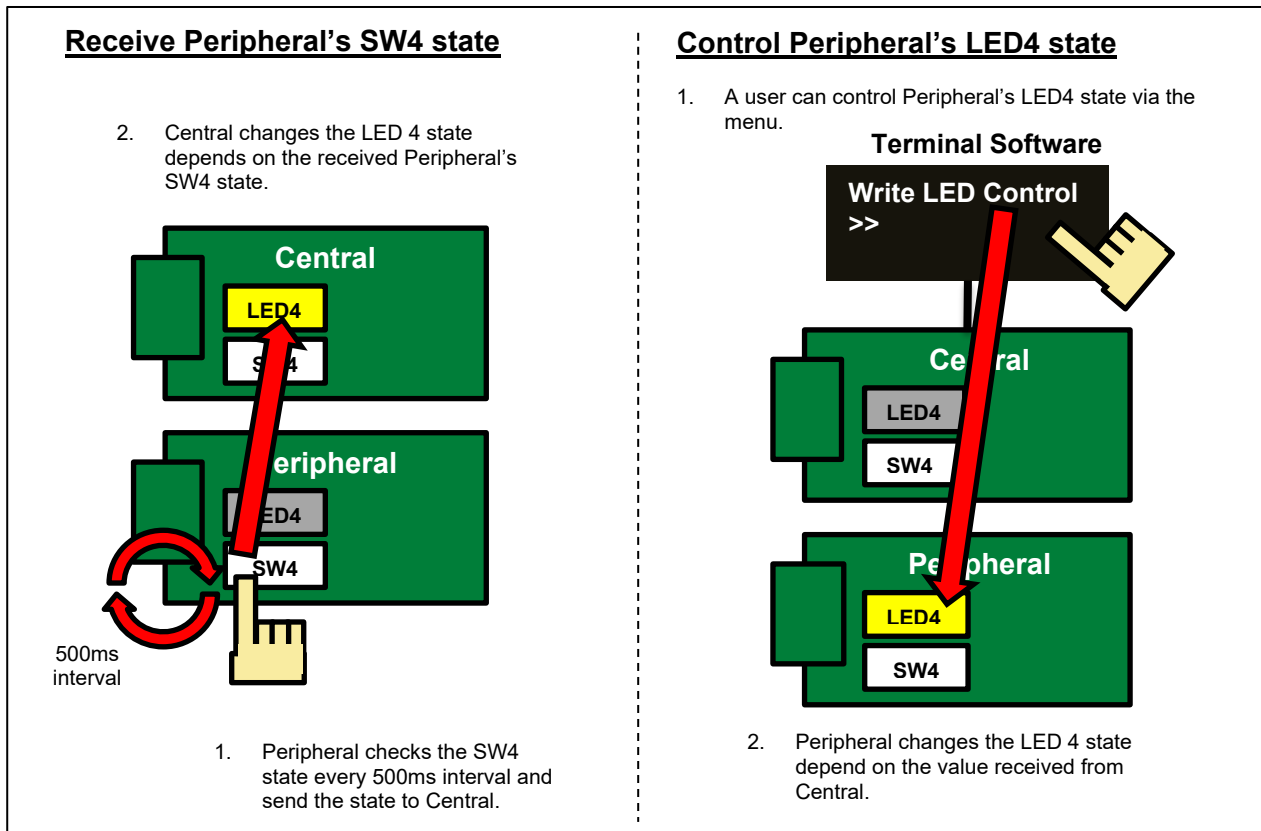 Receive Peripheral's SW4 state
2. Central changes the LED 4 state
depends on the received Peripheral's
SW4 state.
Central
LED4
SW4
Peripheral
LED4
SW4
500ms
interval
1. Peripheral checks the SW4
state every 500ms interval and
send the state to Central.
Control Peripheral's LED4 state
1. A user can control Peripheral's LED4 state via the
menu.
Terminal Software
Write LED Control
>>
Central
LED4
SW4
Peripheral
LED4
SW4
2. Peripheral changes the LED 4 state
depend on the value received from
Central.